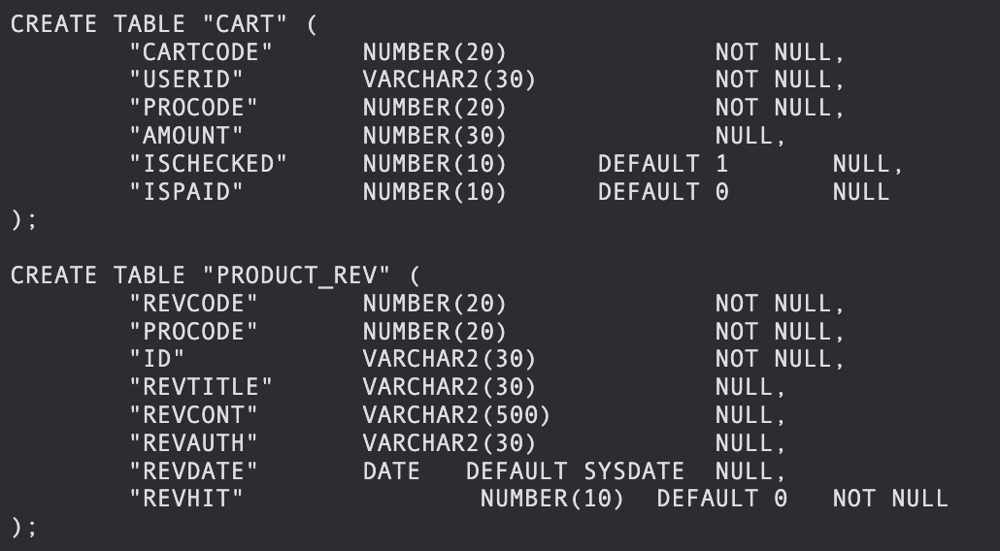 CREATE TABLE "CART" (
"CARTCODE" NUMBER(20) NOT NULL,
"USERID" VARCHAR2(30) NOT NULL,
"PROCODE" NUMBER(20) NOT NULL,
"AMOUNT" NUMBER(30) NULL,
"ISCHECKED" NUMBER(10) DEFAULT 1 NULL,
"ISPAID" NUMBER(10) DEFAULT 0 NULL
);
CREATE TABLE "PRODUCT_REV" (
"REVCODE" NUMBER(20) NOT NULL,
"PROCODE" NUMBER(20) NOT NULL,
"ID" VARCHAR2(30) NOT NULL,
"REVTITLE" VARCHAR2(30) NULL,
"REVCONT" VARCHAR2(500) NULL,
"REVAUTH" VARCHAR2(30) NULL,
"REVDATE" DATE DEFAULT SYSDATE NULL,
"REVHIT" NUMBER(10) DEFAULT 0 NOT NULL
);